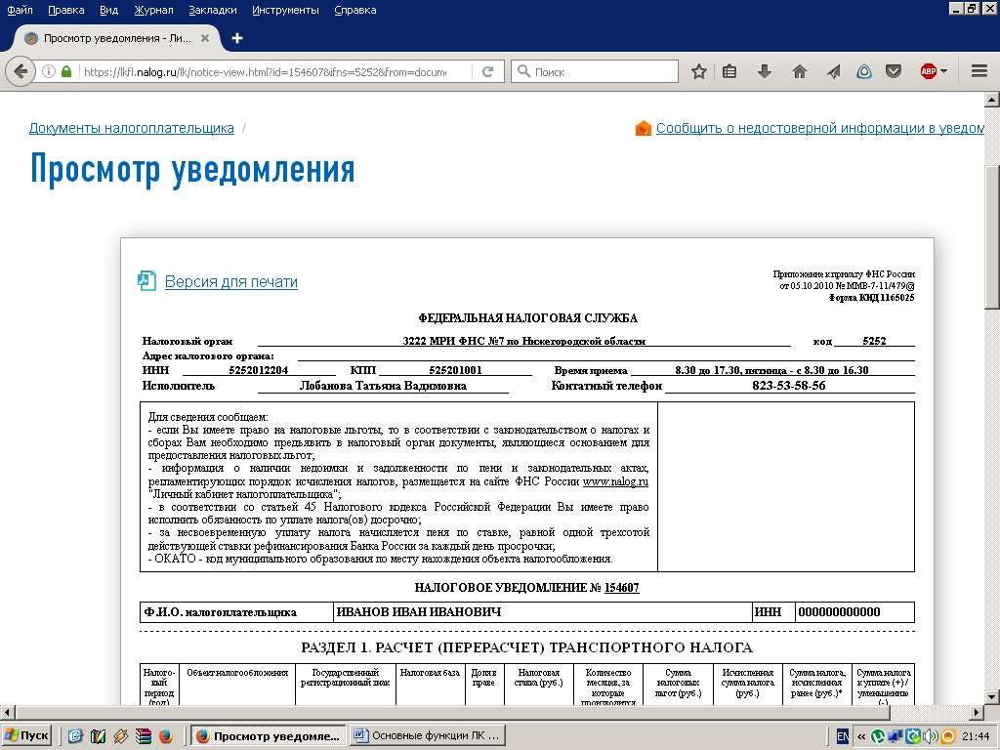 Файл Правка Вид Журнал Закладки Инструменты Справка
Просмотр уведомления - Ли...
https://lkfl.nalog.ru/lk/notice-view.html?id=154607&ifns=5252&from=docume
Поиск
ABP
Документы налогоплательщика /
Сообщить о недостоверной информации в уведом
Просмотр уведомления
Версия для печати
Приложение к приказу ФНС России
от 05.10.2010 № ММВ-7-11/479@
Форма КНД 1165025
ФЕДЕРАЛЬНАЯ НАЛОГОВАЯ СЛУЖБА
Налоговый орган 3222 МРИ ФНС №7 по Нижегородской области код 5252
Адрес налогового органа:
ИНН 5252012204 КПП 525201001 Время приема 8.30 до 17.30, пятница - с 8.30 до 16.30
Исполнитель Лобанова Татьяна Вадимовна Контактный телефон 823-53-58-56
Для сведения сообщаем:
- если Вы имеете право на налоговые льготы, то в соответствии с законодательством о налогах и
сборах Вам необходимо предъявить в налоговый орган документы, являющиеся основанием для
предоставления налоговых льгот;
- информация о наличии недоимки и задолженности по пени и законодательных актах,
регламентирующих порядок исчисления налогов, размещается на сайте ФНС России www.nalog.ru
"Личный кабинет налогоплательщика";
- в соответствии со статьей 45 Налогового кодекса Российской Федерации Вы имеете право
исполнить обязанность по уплате налога(ов) досрочно;
- за несвоевременную уплату налога начисляется пеня по ставке, равной одной трехсотой
действующей ставки рефинансирования Банка России за каждый день просрочки;
- ОКАТО - код муниципального образования по месту нахождения объекта налогообложения.
НАЛОГОВОЕ УВЕДОМЛЕНИЕ № 154607
Ф.И.О. налогоплательщика ИВАНОВ ИВАН ИВАНОВИЧ ИНН 000000000000
РАЗДЕЛ 1. РАСЧЕТ (ПЕРЕРАСЧЕТ) ТРАНСПОРТНОГО НАЛОГА
Налого- Объект налогообложения Государственный Налоговая база Доля в Налоговая Количество Сумма Исчисленная Сумма налога, Сумма налога
вый регистрационный знак праве ставка (руб.) месяцев, за налоговых сумма налога исчисленная к уплате (+) /
период которые льгот (руб.) (руб.) ранее (руб.)* уменьшению
(год) производится (-)
Пуск Просмотр уведомле... Основные функции ЛК ... EN « 21:44